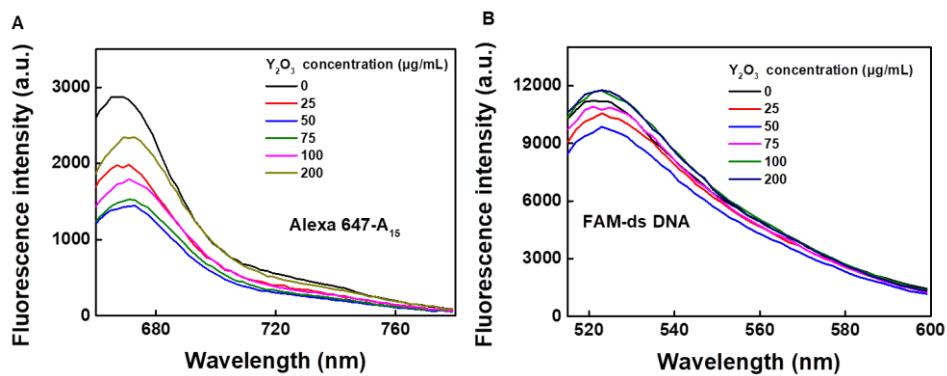 A
Fluorescence intensity (a.u.)
3000
2000
1000
0
680
720
760
Wavelength (nm)
Y₂O₃ concentration (μg/mL)
0
25
50
75
100
200
Alexa 647-A₁₅
B
Fluorescence intensity (a.u.)
12000
9000
6000
3000
0
520
540
560
580
600
Wavelength (nm)
Y₂O₃ concentration (μg/mL)
0
25
50
75
100
200
FAM-ds DNA